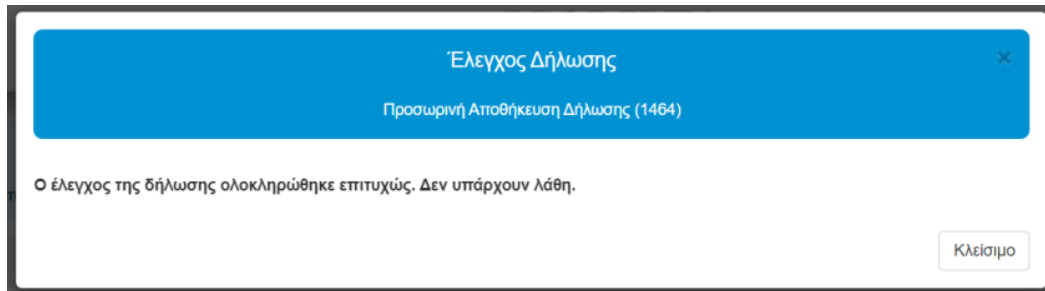 Έλεγχος Δήλωσης
×
Προσωρινή Αποθήκευση Δήλωσης (1464)
Ο έλεγχος της δήλωσης ολοκληρώθηκε επιτυχώς. Δεν υπάρχουν λάθη.
Κλείσιμο